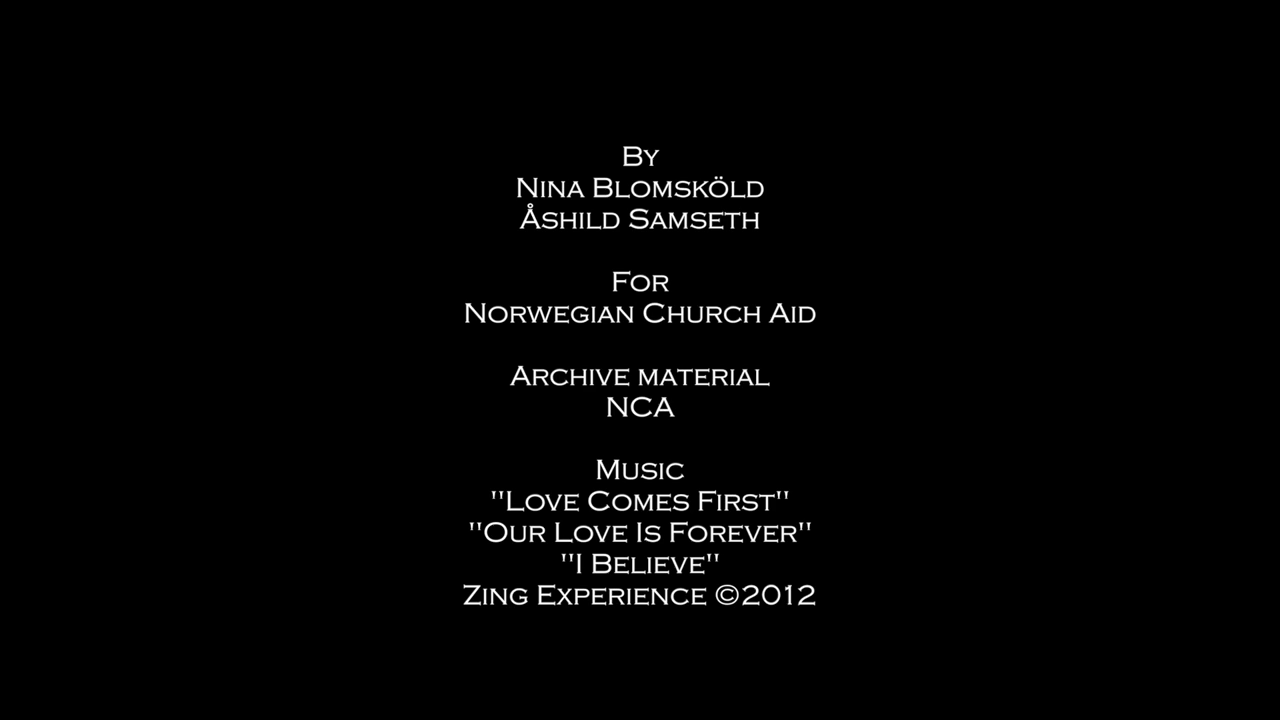 By
Nina Blomsköld
Åshild Samseth
For
Norwegian Church Aid
Archive material
NCA
Music
"Love Comes First"
"Our Love Is Forever"
"I Believe"
Zing Experience ©2012